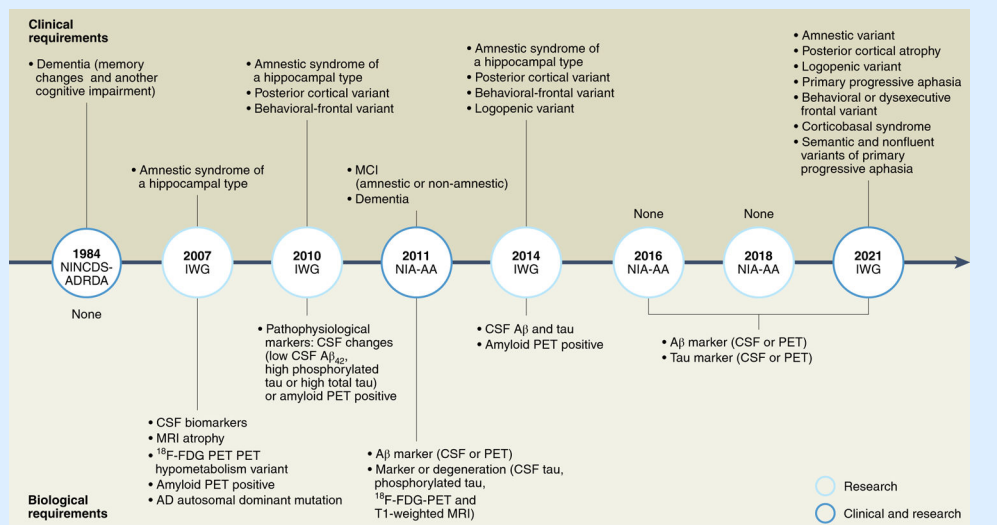 Clinical
requirements
• Dementia (memory
changes and another
cognitive impairment)
• Amnestic syndrome of
a hippocampal type
• Amnestic syndrome of
a hippocampal type
• Posterior cortical variant
• Behavioral-frontal variant
• MCI
(amnestic or non-amnestic)
• Dementia
• Amnestic syndrome of
a hippocampal type
• Posterior cortical variant
• Behavioral-frontal variant
• Logopenic variant
None
None
• Amnestic variant
• Posterior cortical atrophy
• Logopenic variant
• Primary progressive aphasia
• Behavioral or dysexecutive
frontal variant
• Corticobasal syndrome
• Semantic and nonfluent
variants of primary
progressive aphasia
1984
NINCDS-
ADRDA
2007
IWG
2010
IWG
2011
NIA-AA
2014
IWG
2016
NIA-AA
2018
NIA-AA
2021
IWG
None
• CSF biomarkers
• MRI atrophy
• ¹⁸F-FDG PET PET
hypometabolism variant
• Amyloid PET positive
• AD autosomal dominant mutation
• Pathophysiological
markers: CSF changes
(low CSF Aβ₄₂,
high phosphorylated
tau or high total tau)
or amyloid PET positive
• Aβ marker (CSF or PET)
• Marker or degeneration (CSF tau,
phosphorylated tau,
¹⁸F-FDG-PET and
T1-weighted MRI)
• CSF Aβ and tau
• Amyloid PET positive
• Aβ marker (CSF or PET)
• Tau marker (CSF or PET)
Biological
requirements
Research
Clinical and research